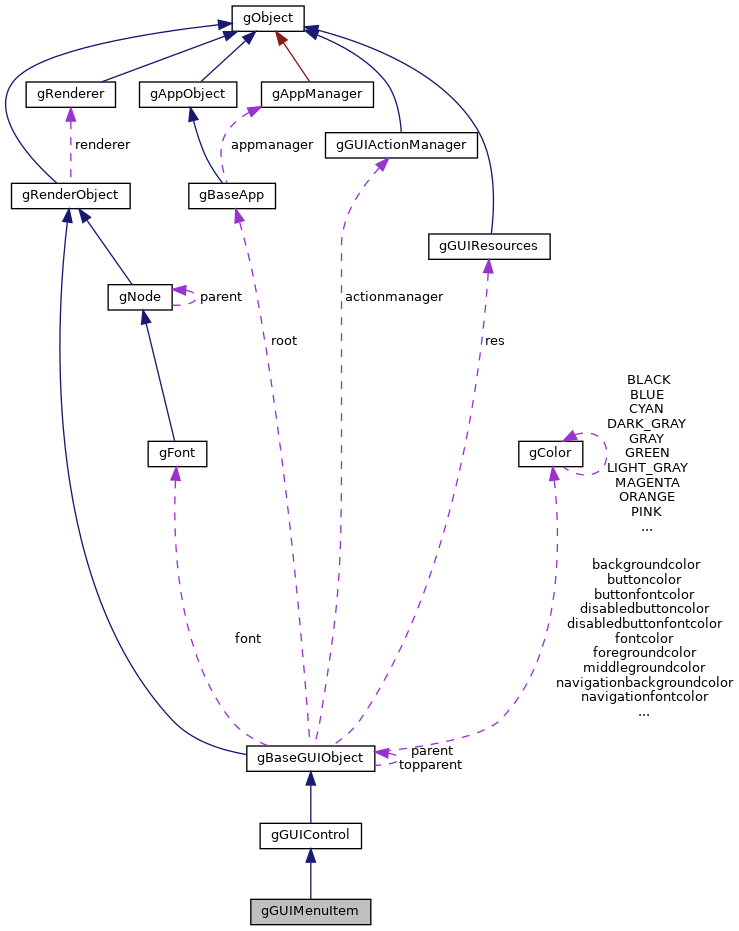 gObject
gRenderer
gAppObject
gAppManager
renderer
appmanager
gGUIActionManager
gRenderObject
gBaseApp
gGUIResources
gNode
parent
actionmanager
root
res
BLACK
BLUE
CYAN
DARK_GRAY
GRAY
GREEN
LIGHT_GRAY
MAGENTA
ORANGE
PINK
...
gFont
gColor
backgroundcolor
buttoncolor
buttonfontcolor
disabledbuttoncolor
disabledbuttonfontcolor
fontcolor
foregroundcolor
middlegroundcolor
navigationbackgroundcolor
navigationfontcolor
...
font
gBaseGUIObject
parent
topparent
gGUIControl
gGUIMenuItem